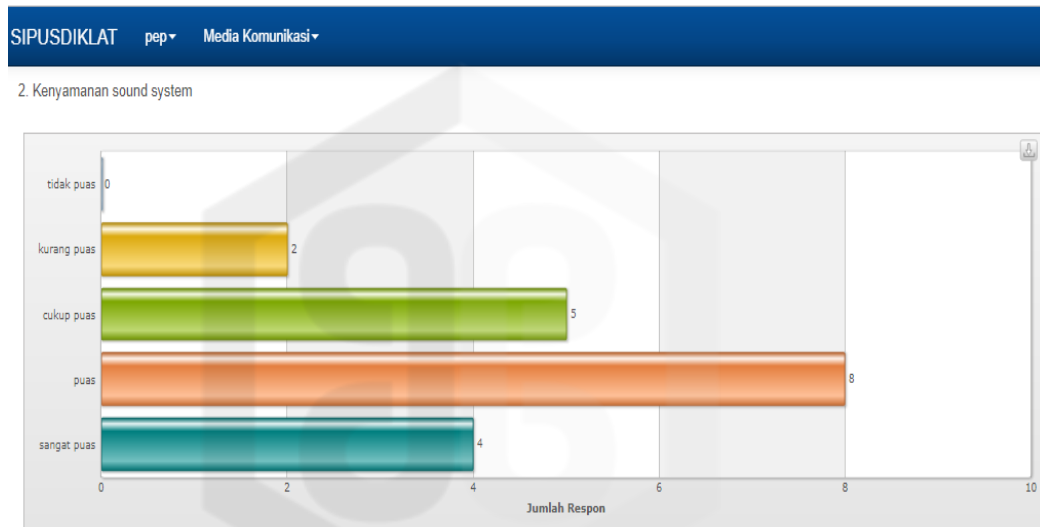 SIPUSDIKLAT pep Media Komunikasi
2. Kenyamanan sound system
tidak puas 0
kurang puas 2
cukup puas 5
puas 8
sangat puas 4
0 2 4 6 8 10
Jumlah Respon